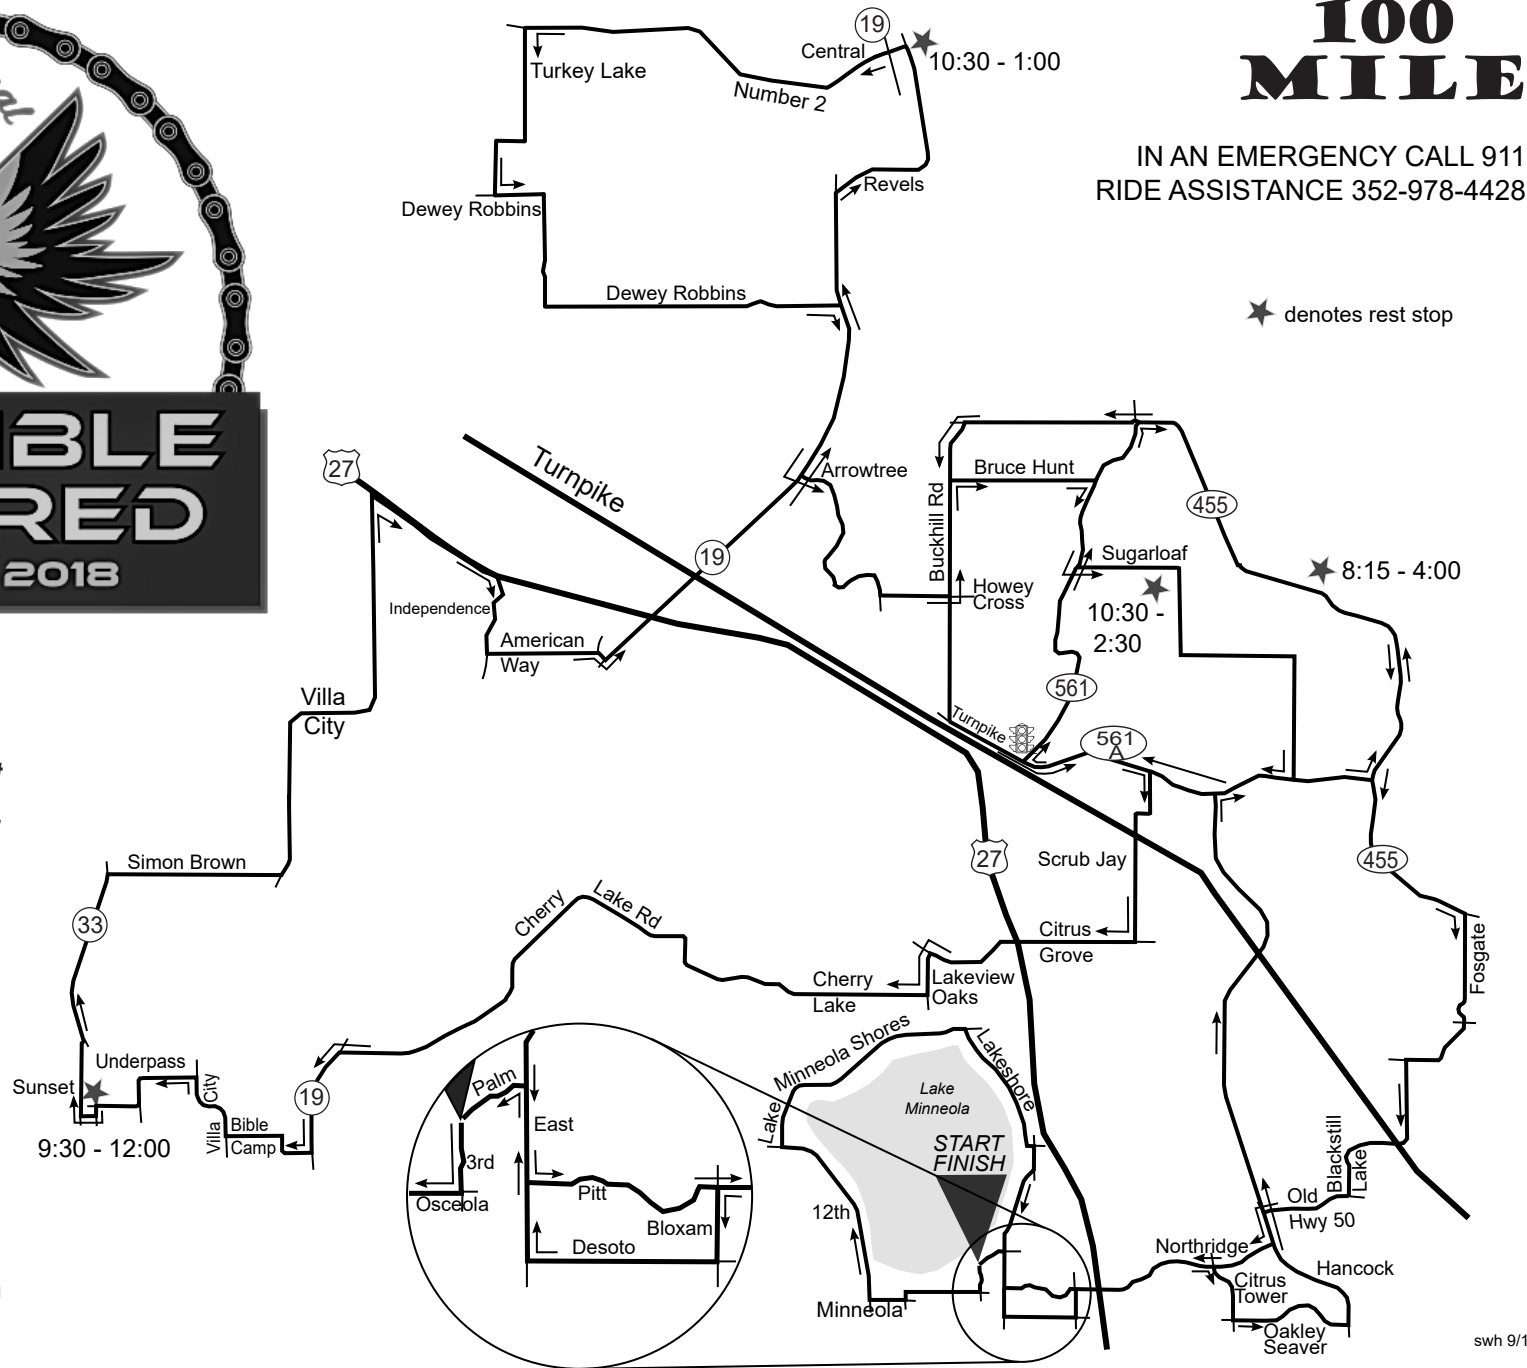 100
MILE
IN AN EMERGENCY CALL 911
RIDE ASSISTANCE 352-978-4428
denotes rest stop
19
Central
10:30 - 1:00
Turkey Lake
Number 2
Revels
Dewey Robbins
Dewey Robbins
BLE
RED
2018
27
Turnpike
Arrowtree
19
Buckhill Rd
Bruce Hunt
455
Sugarloaf
8:15 - 4:00
Howey
Cross
10:30 -
2:30
Independence
American
Way
561
Villa
City
Turnpike
561
A
Simon Brown
27
Scrub Jay
455
33
Cherry
Lake Rd
Citrus
Grove
Fosgate
Cherry
Lake
Lakeview
Oaks
Underpass
Sunset
City
Villa
Bible
Camp
19
9:30 - 12:00
Palm
East
3rd
Osceola
Pitt
Bloxam
Desoto
Minneola Shores
Lakeshore
Lake
Lake
Minneola
START
FINISH
12th
Minneola
Blackstill
Lake
Old
Hwy 50
Northridge
Hancock
Citrus
Tower
Oakley
Seaver
swh 9/1